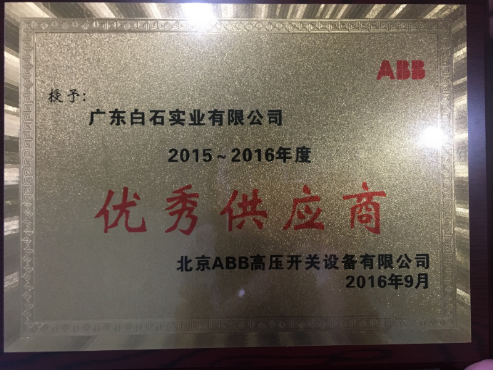 ABB
授予:
广东白石实业有限公司
2015~2016年度
优秀供应商
北京ABB高压开关设备有限公司
2016年9月